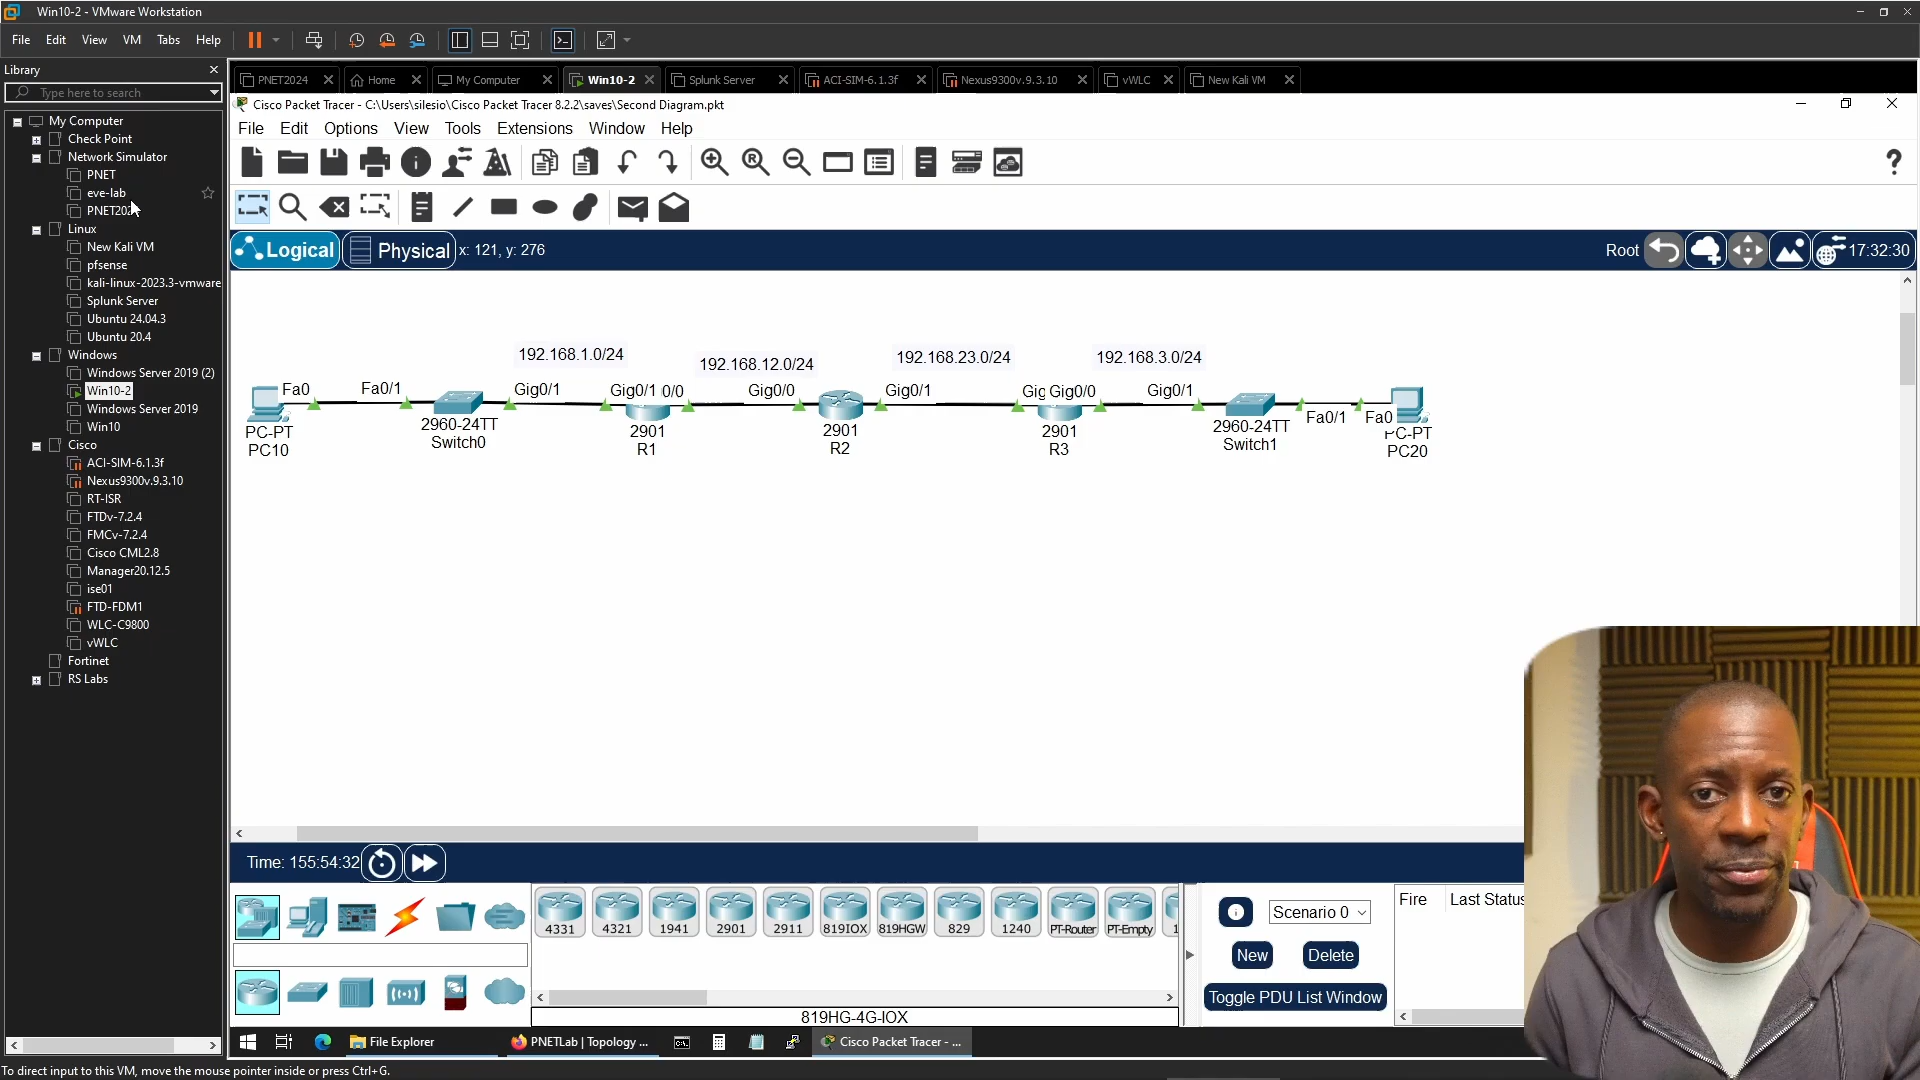 Win10-2 - VMware Workstation
File Edit View VM Tabs Help
Library
Type here to search
My Computer
Check Point
Network Simulator
PNET
eve-lab
Linux
New Kali VM
pfsense
kali-linux-2023.3-vmware
Splunk Server
Ubuntu 24.04.3
Ubuntu 20.4
Windows
Windows Server 2019 (2)
Win10-2
Windows Server 2019
Win10
Cisco
ACI-SIM-6.1.3f
Nexus9300v.9.3.10
RT-ISR
FTDv-7.2.4
FMCv-7.2.4
Cisco CML2.8
Manager20.12.5
ise01
FTD-FDM1
WLC-C9800
vWLC
Fortinet
RS Labs
PNET2024 Home My Computer Win10-2 Splunk Server ACI-SIM-6.1.3f Nexus9300v.9.3.10 vWLC New Kali VM
Cisco Packet Tracer - C:\Users\silesio\Cisco Packet Tracer 8.2.2\saves\Second Diagram.pkt
File Edit Options View Tools Extensions Window Help
Logical Physical x: 121, y: 276 Root 17:32:30
192.168.1.0/24 192.168.12.0/24 192.168.23.0/24 192.168.3.0/24
Fa0 Fa0/1 Gig0/1 Gig0/1 0/0 Gig0/0 Gig0/1 Gig Gig0/0 Gig0/1 Fa0/1 Fa0
PC-PT 2960-24TT 2901 2901 2901 2960-24TT PC-PT
PC10 Switch0 R1 R2 R3 Switch1 PC20
Time: 155:54:32
4331 4321 1941 2901 2911 819IOX 819HGW 829 1240 PT-Router PT-Empty
819HG-4G-IOX
Scenario 0
New Delete
Toggle PDU List Window
Fire Last Status
File Explorer PNETLab | Topology ... Cisco Packet Tracer - ...
To direct input to this VM, move the mouse pointer inside or press Ctrl+G.